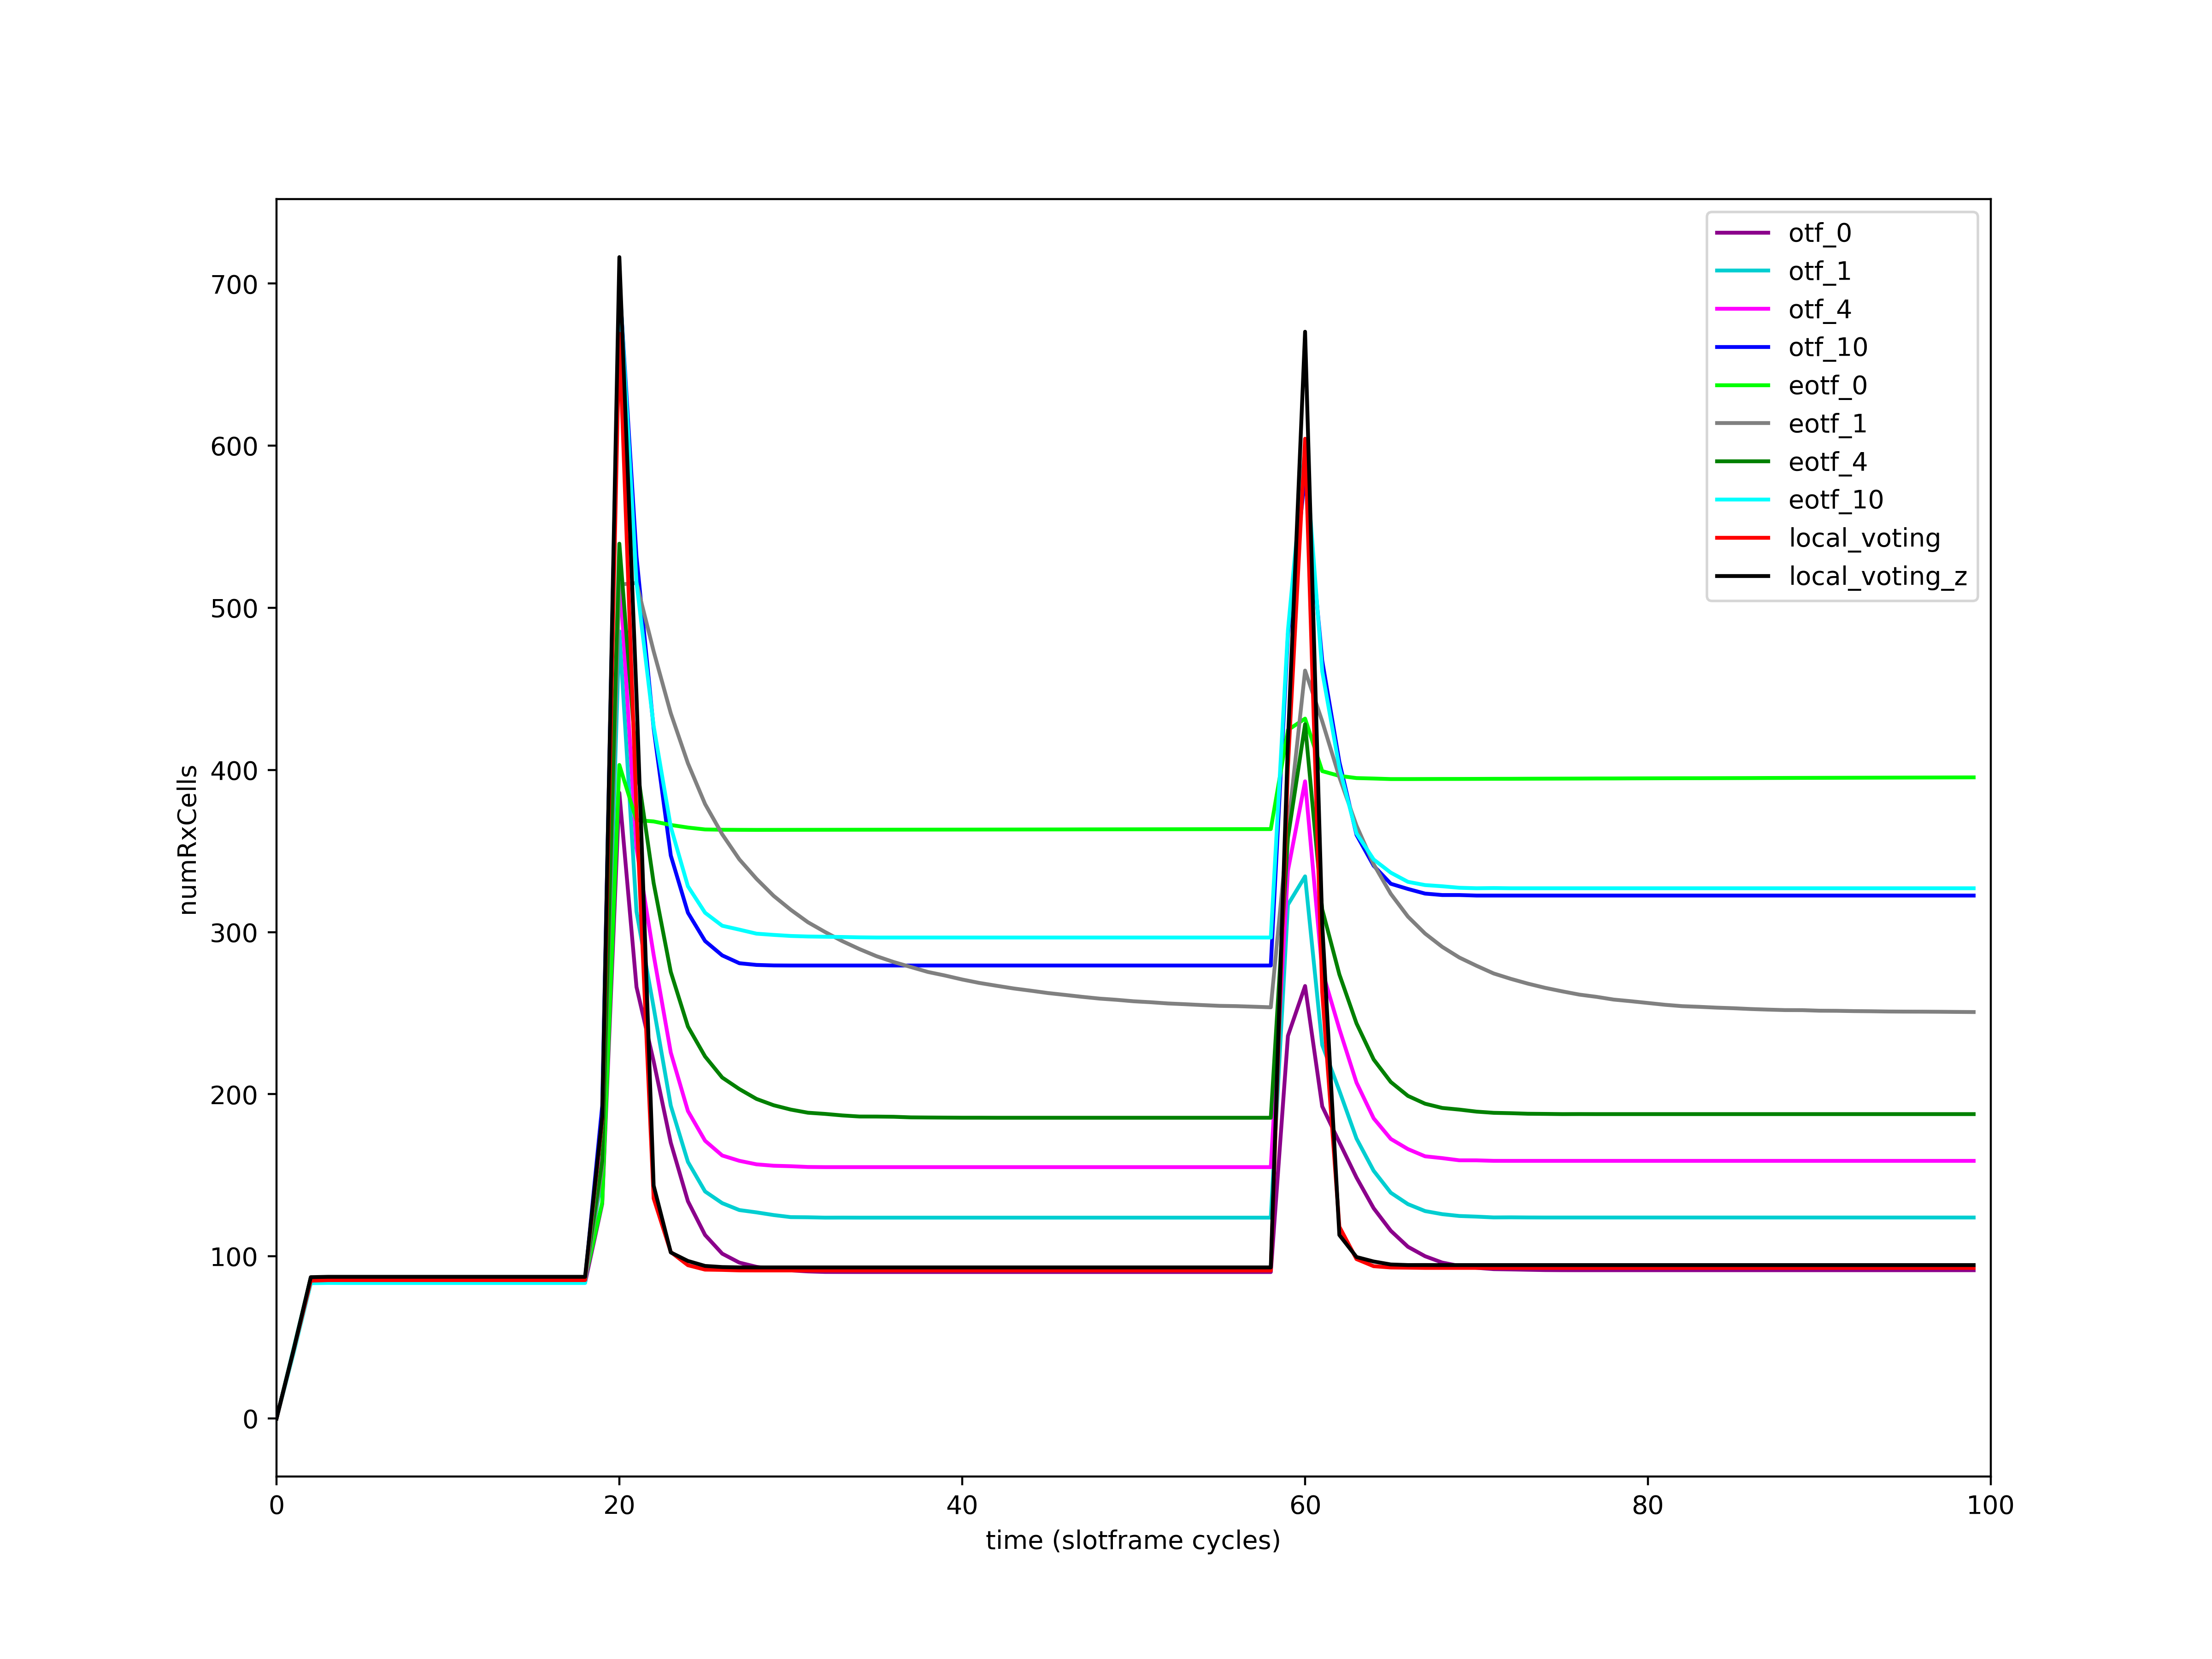 numRxCells
700
600
500
400
300
200
100
0
0 20 40 60 80 100
time (slotframe cycles)
otf_0
otf_1
otf_4
otf_10
eotf_0
eotf_1
eotf_4
eotf_10
local_voting
local_voting_z